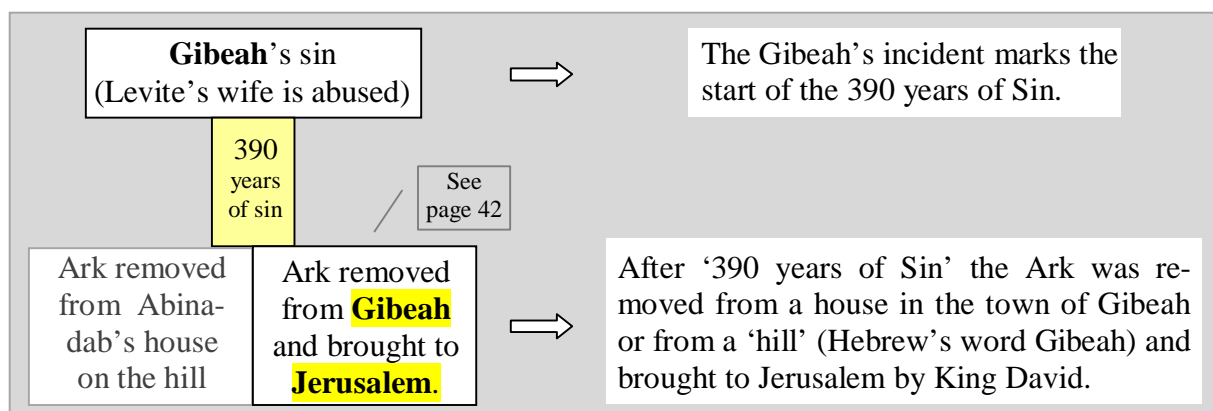 Gibeah’s sin
(Levite’s wife is abused)
The Gibeah’s incident marks the
start of the 390 years of Sin.
390
years
of sin
See
page 42
Ark removed
from Abina-
dab’s house
on the hill
Ark removed
from Gibeah
and brought to
Jerusalem.
After ‘390 years of Sin’ the Ark was re-
moved from a house in the town of Gibeah
or from a ‘hill’ (Hebrew’s word Gibeah) and
brought to Jerusalem by King David.